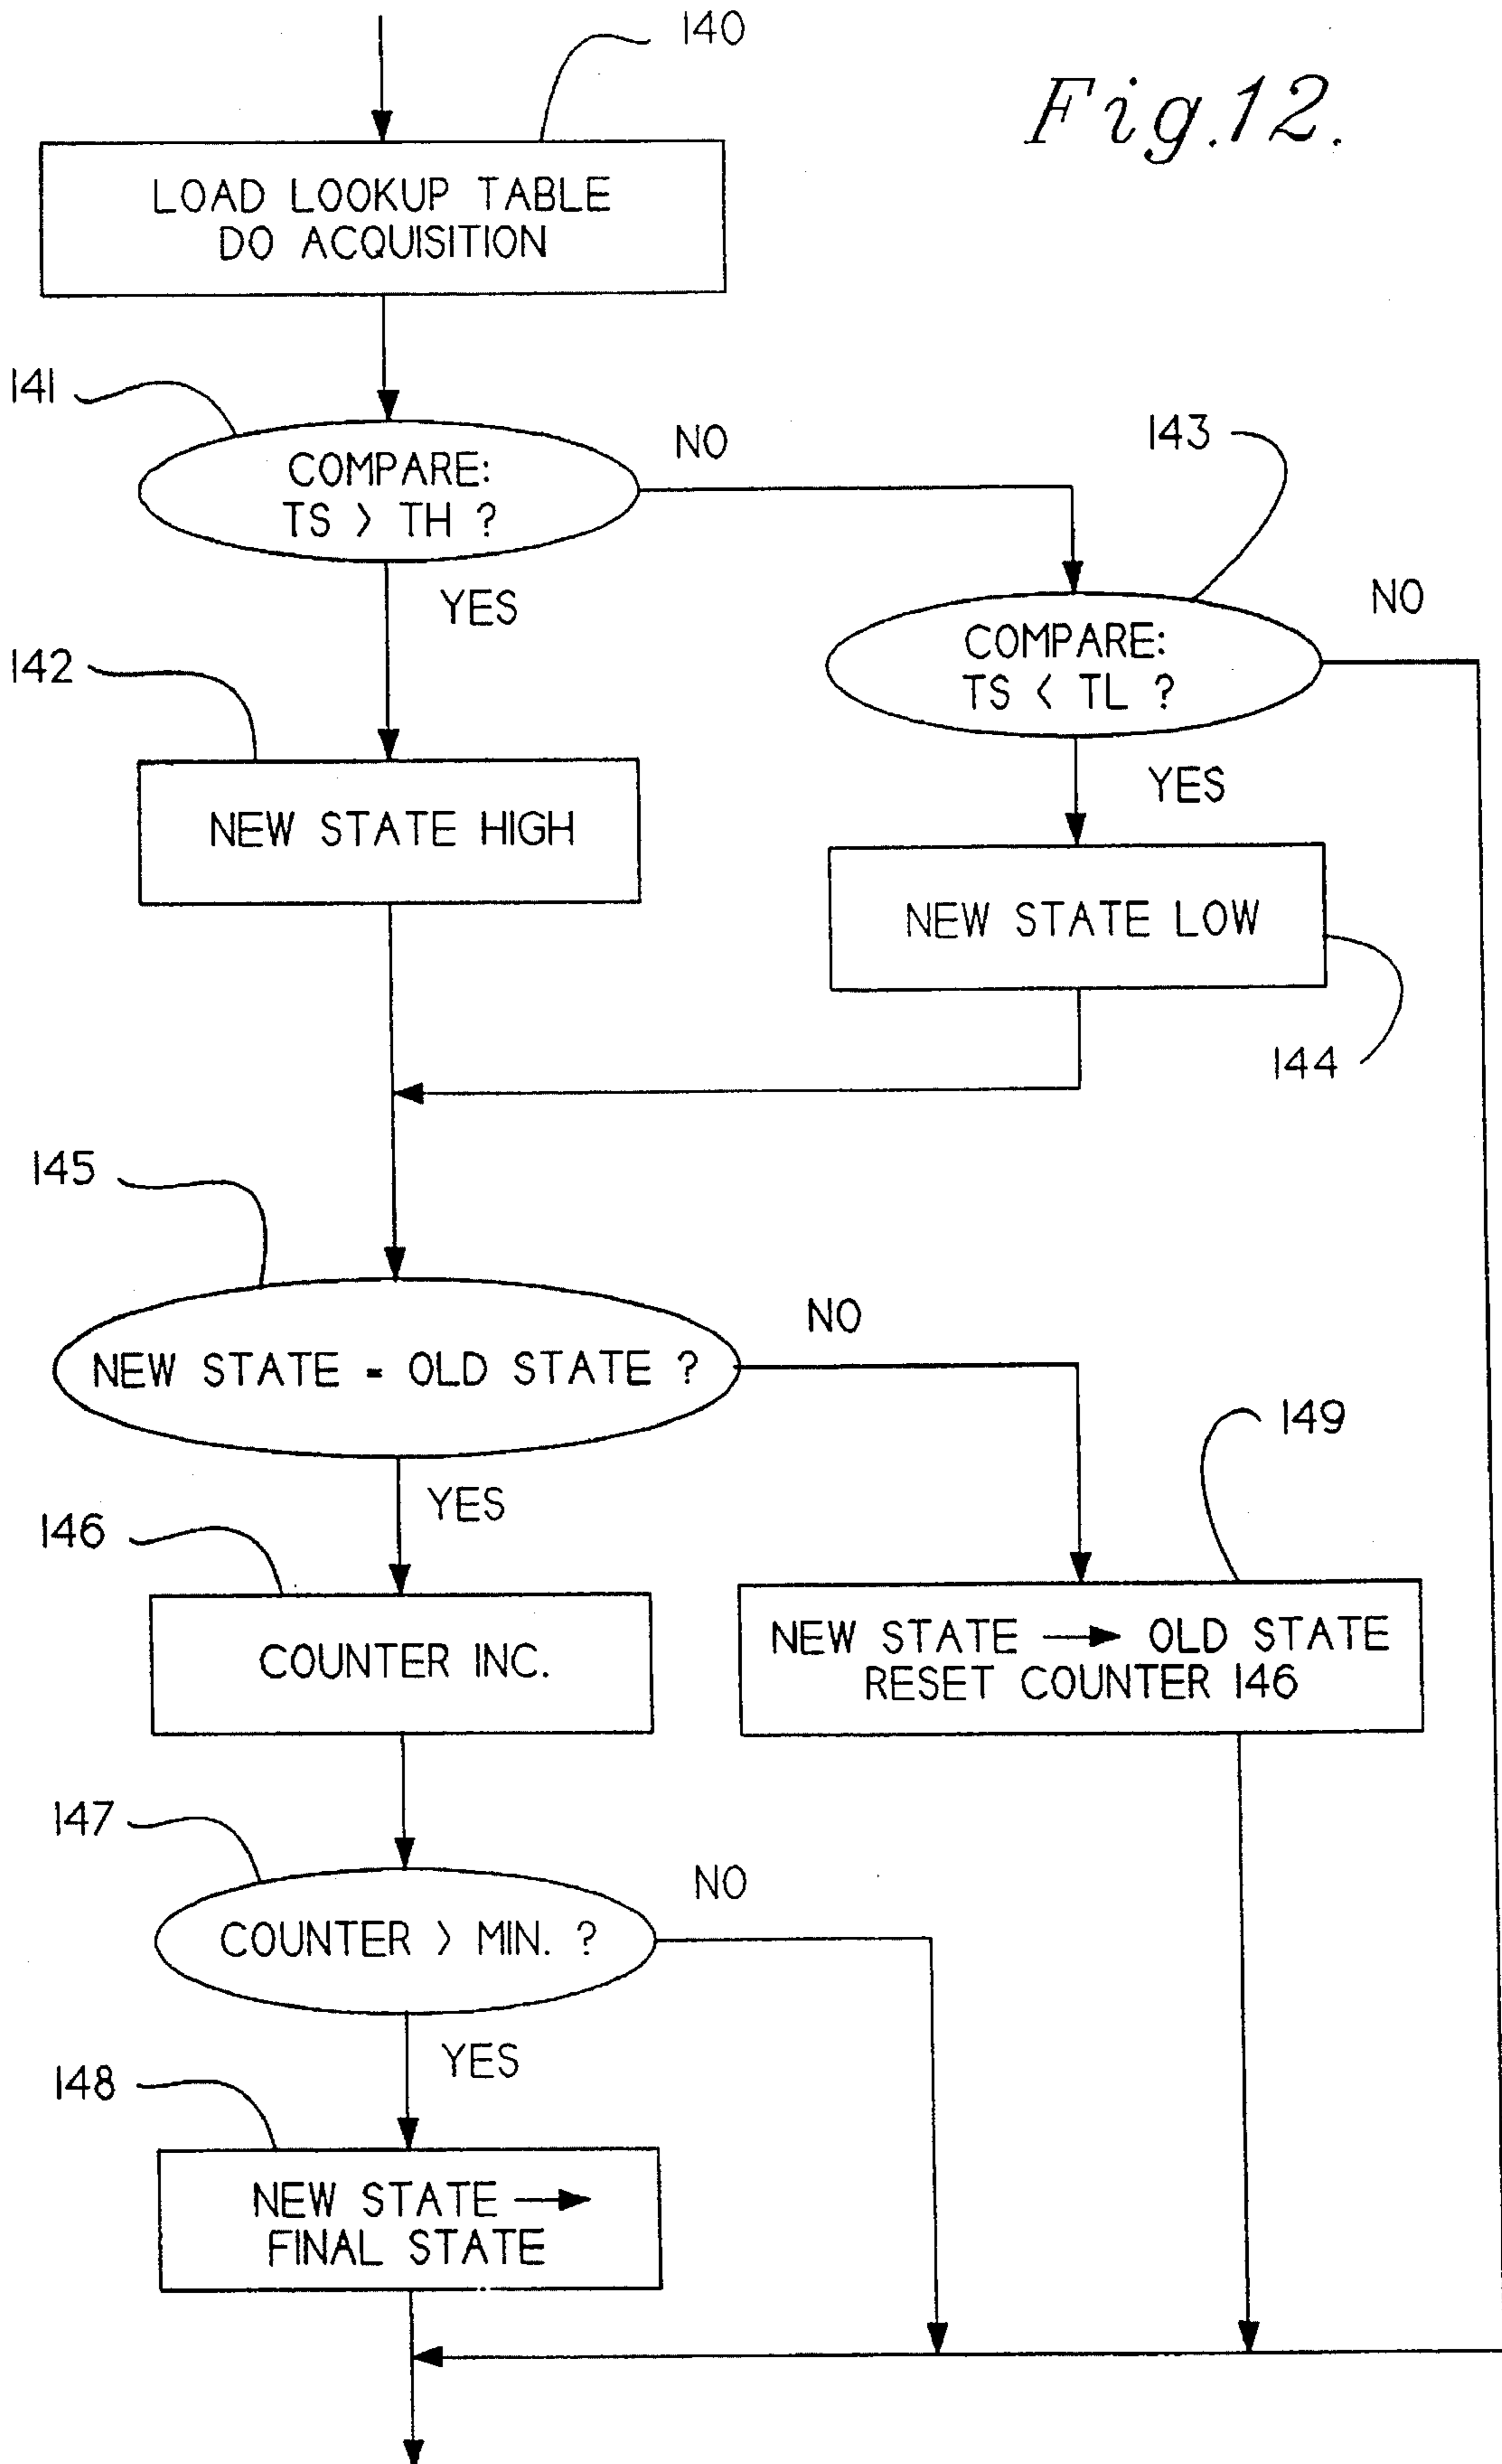 140
Fig.12.
LOAD LOOKUP TABLE
DO ACQUISITION
141
COMPARE:
TS > TH ?
NO
143
YES
COMPARE:
TS < TL ?
NO
142
NEW STATE HIGH
YES
NEW STATE LOW
144
145
NEW STATE = OLD STATE ?
NO
149
YES
146
COUNTER INC.
NEW STATE → OLD STATE
RESET COUNTER 146
147
COUNTER > MIN. ?
NO
YES
148
NEW STATE →
FINAL STATE